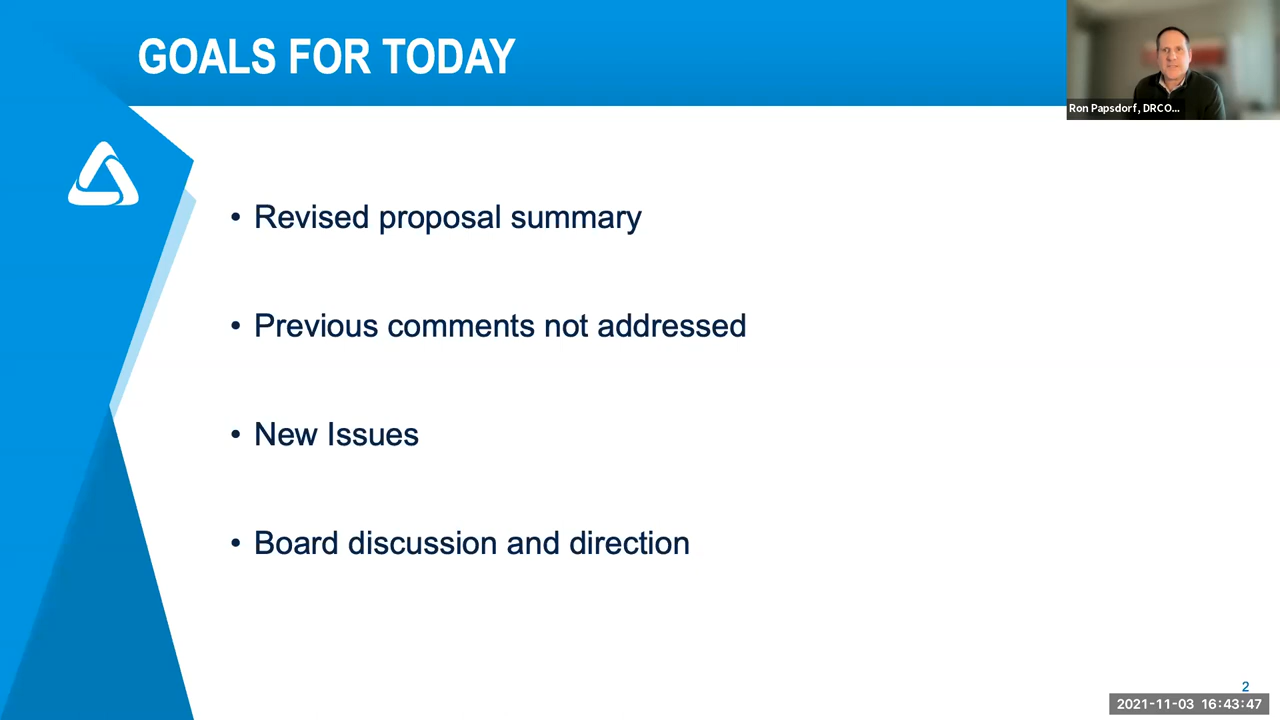 GOALS FOR TODAY
Ron Papsdorf, DRCO...
• Revised proposal summary
• Previous comments not addressed
• New Issues
• Board discussion and direction
2
2021-11-03 16:43:47